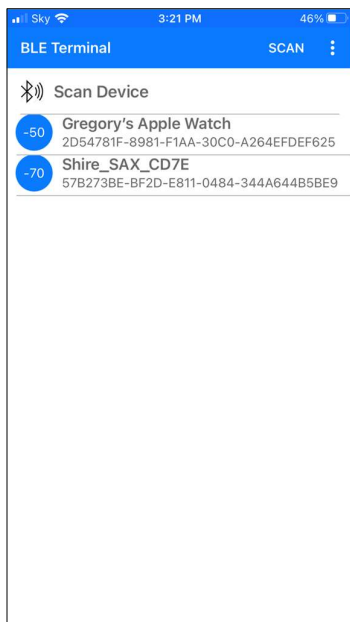 Sky 3:21 PM 46%
BLE Terminal SCAN
Scan Device
-50 Gregory's Apple Watch
2D54781F-8981-F1AA-30C0-A264EFDEF625
-70 Shire_SAX_CD7E
57B273BE-BF2D-E811-0484-344A644B5BE9